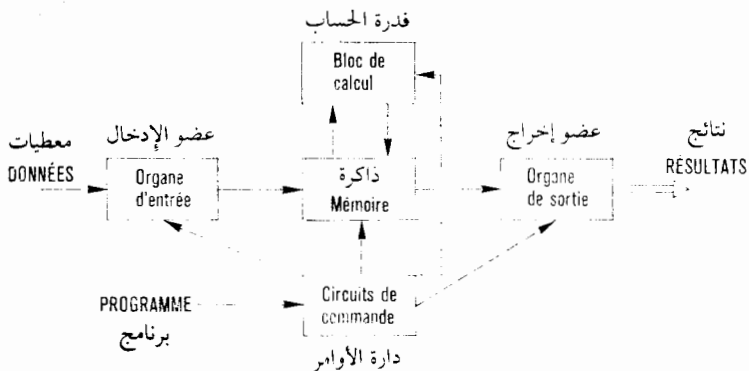 قدرة الحساب
Bloc de
calcul
معطيات
DONNÉES
عضو الإدخال
Organe
d'entrée
ذاكرة
Mémoire
عضو إخراج
Organe
de sortie
نتائج
RÉSULTATS
PROGRAMME
برنامج
Circuits de
commande
دارة الأوامر